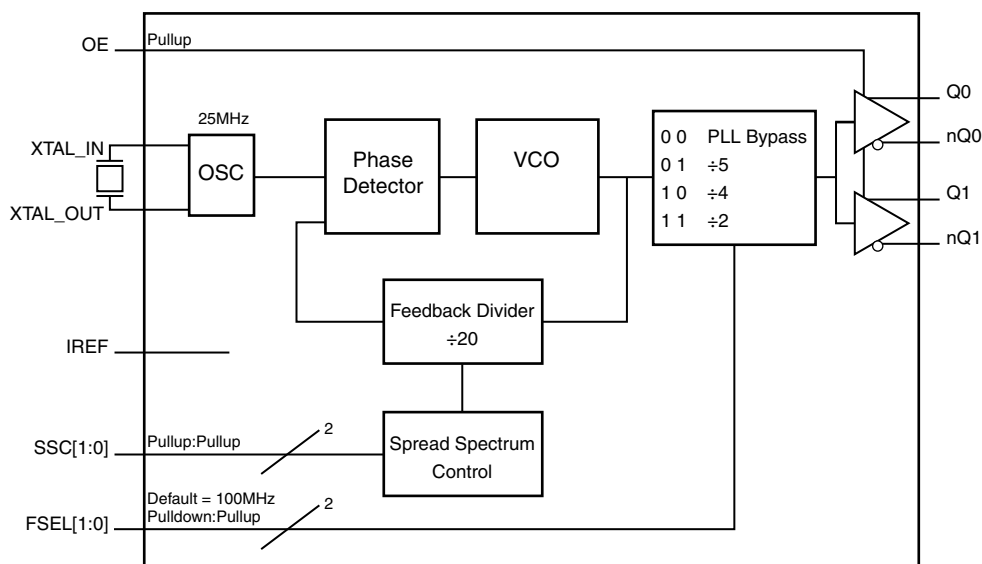 OE
Pullup
Q0
nQ0
Q1
nQ1
25MHz
XTAL_IN
OSC
XTAL_OUT
Phase
Detector
VCO
0 0 PLL Bypass
0 1 ÷5
1 0 ÷4
1 1 ÷2
Feedback Divider
÷20
IREF
SSC[1:0]
Pullup:Pullup
2
Spread Spectrum
Control
Default = 100MHz
FSEL[1:0]
Pulldown:Pullup
2